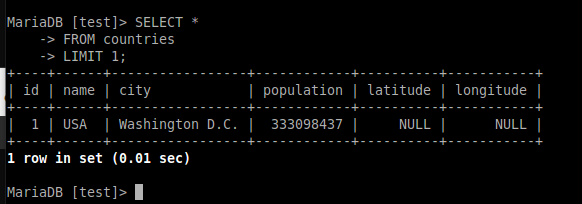 MariaDB [test]> SELECT *
    -> FROM countries
    -> LIMIT 1;
+----+------+-----------------+------------+----------+-----------+
| id | name | city            | population | latitude | longitude |
+----+------+-----------------+------------+----------+-----------+
|  1 | USA  | Washington D.C. |  333098437 |     NULL |      NULL |
+----+------+-----------------+------------+----------+-----------+
1 row in set (0.01 sec)
MariaDB [test]>